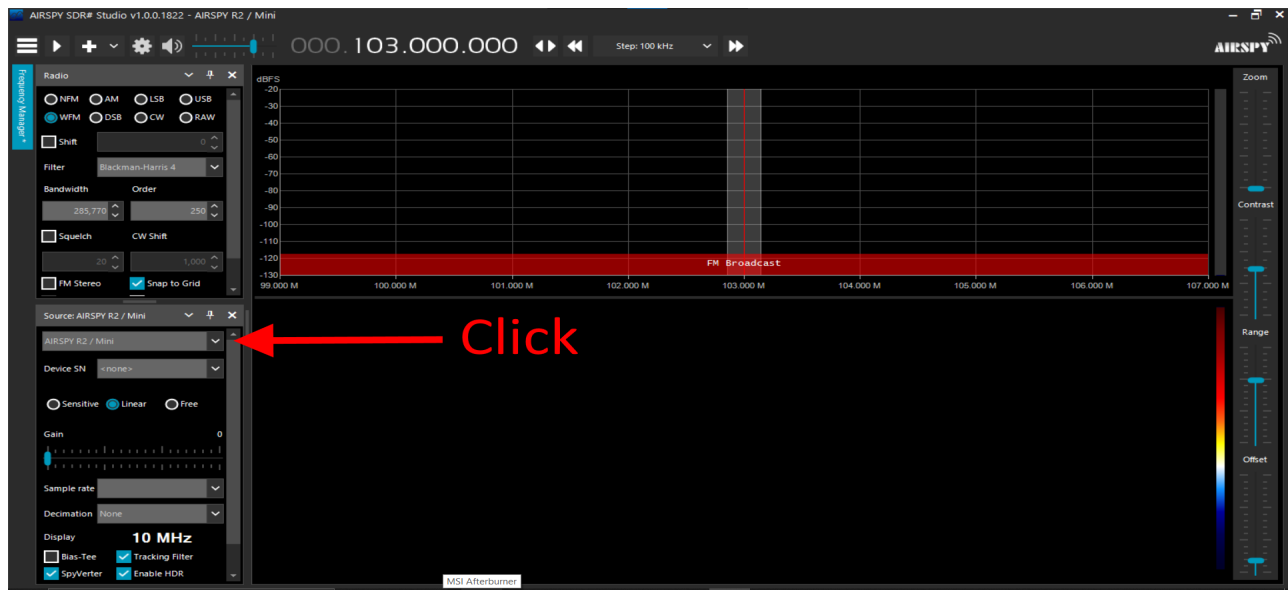 AIRSPY SDR# Studio v1.0.0.1822 - AIRSPY R2 / Mini
000.103.000.000
Step: 100 kHz
AIRSPY
Frequency Manager *
Radio
NFM AM LSB USB
WFM DSB CW RAW
Shift 0
Filter Blackman-Harris 4
Bandwidth Order
285,770 250
Squelch CW Shift
20 1,000
FM Stereo Snap to Grid
Source: AIRSPY R2 / Mini
AIRSPY R2 / Mini
Device SN <none>
Sensitive Linear Free
Gain 0
Sample rate
Decimation None
Display 10 MHz
Bias-Tee Tracking Filter
SpyVerter Enable HDR
dBFS
-20
-30
-40
-50
-60
-70
-80
-90
-100
-110
-120
-130
FM Broadcast
99.000 M 100.000 M 101.000 M 102.000 M 103.000 M 104.000 M 105.000 M 106.000 M 107.000 M
Click
MSI Afterburner
Zoom
Contrast
Range
Offset